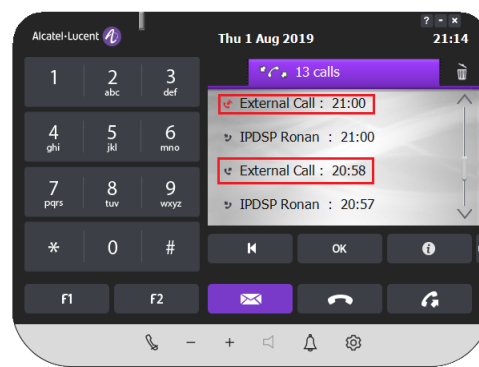 ? - x
Alcatel·Lucent
Thu 1 Aug 2019 21:14
13 calls
External Call : 21:00
IPDSP Ronan : 21:00
External Call : 20:58
IPDSP Ronan : 20:57
1 2 3
abc def
4 5 6
ghi jkl mno
7 8 9
pqrs tuv wxyz
* 0 #
OK i
F1 F2
- +